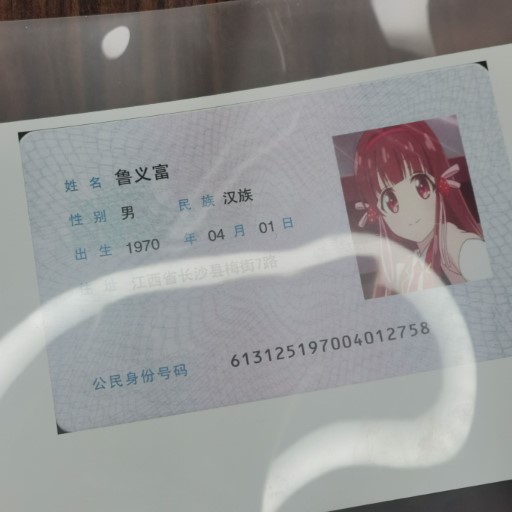 姓名 鲁义富
性别 男 民族 汉族
出生 1970 年 04 月 01 日
住址 江西省长沙县梅街7路
公民身份号码 613125197004012758